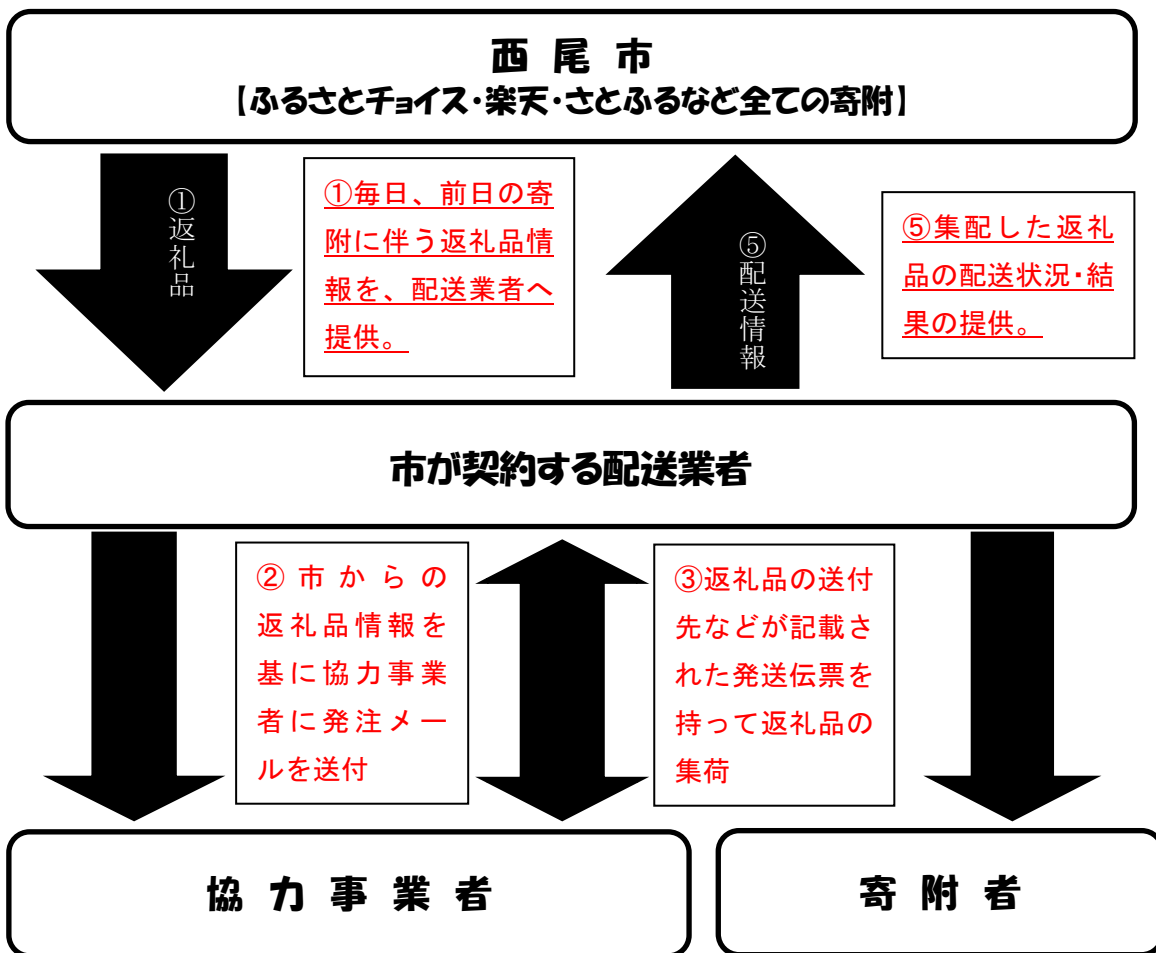 西尾市
【ふるさとチョイス・楽天・さとふるなど全ての寄附】
①返礼品
①毎日、前日の寄
附に伴う返礼品情
報を、配送業者へ
提供。
⑤配送情報
⑤集配した返礼
品の配送状況・結
果の提供。
市が契約する配送業者
②市からの
返礼品情報を
基に協力事業
者に発注メー
ルを送付
③返礼品の送付
先などが記載さ
れた発送伝票を
持って返礼品の
集荷
協力事業者
寄附者